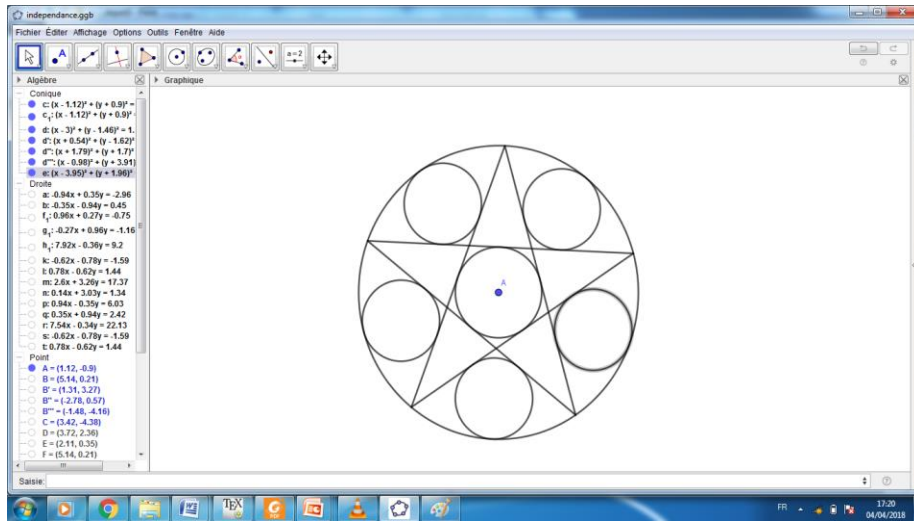 independance.ggb
Fichier Éditer Affichage Options Outils Fenêtre Aide
A
a=2
Algèbre
Graphique
Conique
c: (x - 1.12)² + (y + 0.9)² =
c₁: (x - 1.12)² + (y + 0.9)²
d: (x - 3)² + (y - 1.46)² = 1.
d': (x + 0.54)² + (y - 1.62)²
d'': (x + 1.79)² + (y + 1.7)²
d''': (x - 0.98)² + (y + 3.91)
e: (x - 3.95)² + (y + 1.96)²
Droite
a: -0.94x + 0.35y = -2.96
b: -0.35x - 0.94y = 0.45
f₁: 0.96x + 0.27y = -0.75
g₁: -0.27x + 0.96y = -1.16
h₁: 7.92x - 0.36y = 9.2
k: -0.62x - 0.78y = -1.59
l: 0.78x - 0.62y = 1.44
m: 2.6x + 3.26y = 17.37
n: 0.14x + 3.03y = 1.34
p: 0.94x - 0.35y = 6.03
q: 0.35x + 0.94y = 2.42
r: 7.54x - 0.34y = 22.13
s: -0.62x - 0.78y = -1.59
t: 0.78x - 0.62y = 1.44
Point
A = (1.12, -0.9)
B = (5.14, 0.21)
B' = (1.31, 3.27)
B'' = (-2.78, 0.57)
B''' = (-1.48, -4.16)
C = (3.42, -4.38)
D = (3.72, 2.36)
E = (2.11, 0.35)
F = (5.14, 0.21)
A
Saisie:
TEX
PDF
FR
17:20
04/04/2018